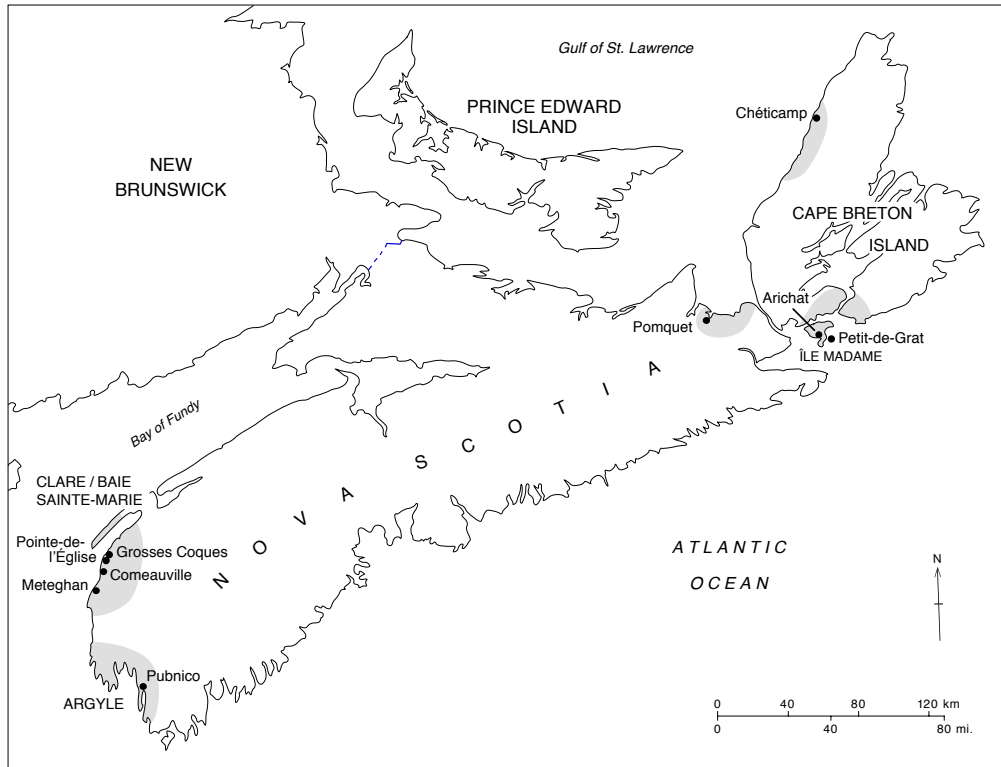 Gulf of St. Lawrence
PRINCE EDWARD
ISLAND
NEW
BRUNSWICK
Chéticamp
CAPE BRETON
ISLAND
Arichat
Pomquet
Petit-de-Grat
ÎLE MADAME
NOVA SCOTIA
Bay of Fundy
CLARE / BAIE
SAINTE-MARIE
Pointe-de-
l'Église
Grosses Coques
Comeauville
Meteghan
ATLANTIC
OCEAN
N
Pubnico
ARGYLE
0 40 80 120 km
0 40 80 mi.